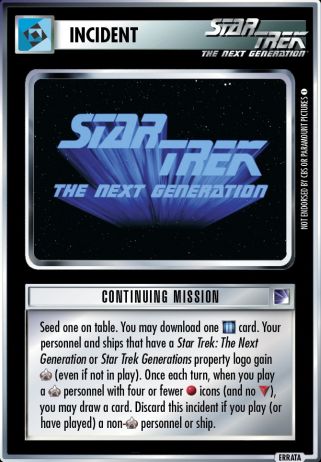 INCIDENT
STAR TREK
THE NEXT GENERATION
STAR
TREK
THE NEXT GENERATION
NOT ENDORSED BY CBS OR PARAMOUNT PICTURES
CONTINUING MISSION
Seed one on table. You may download one card. Your
personnel and ships that have a Star Trek: The Next
Generation or Star Trek Generations property logo gain
(even if not in play). Once each turn, when you play
a personnel with four or fewer icons (and no ),
you may draw a card. Discard this incident if you play (or
have played) a non- personnel or ship.
ERRATA